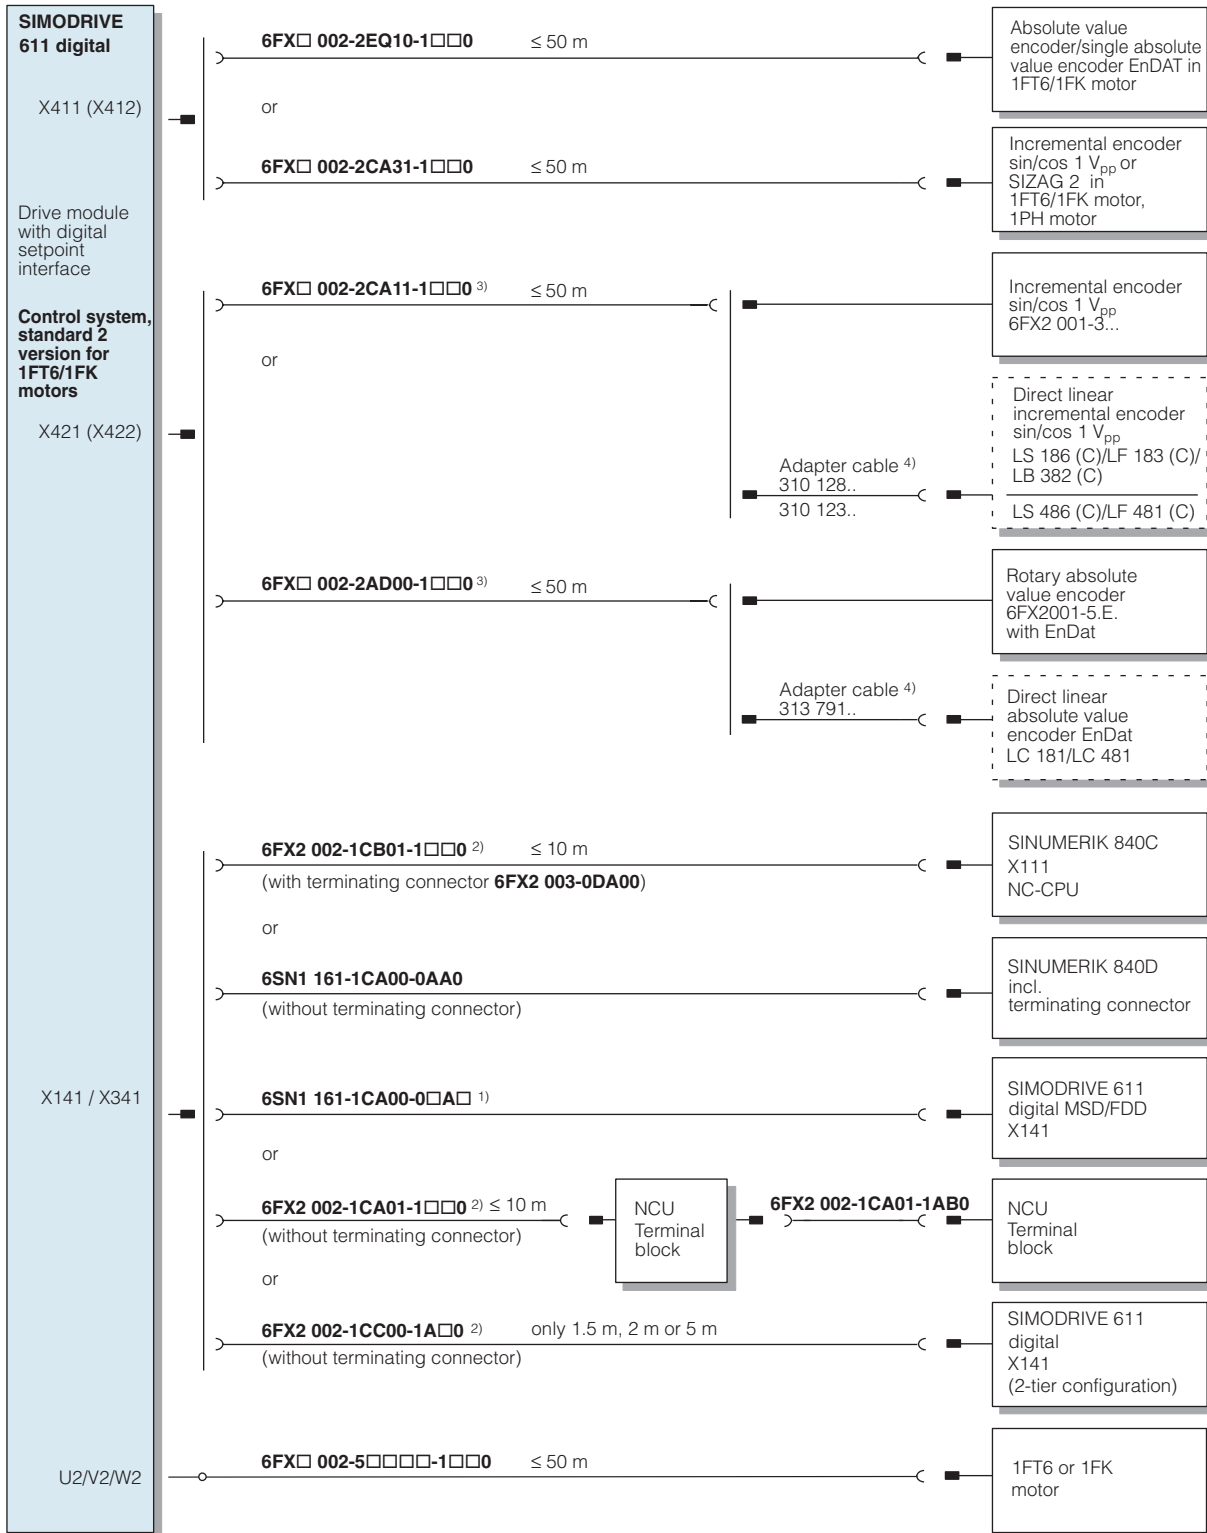 SIMODRIVE
611 digital
X411 (X412)
Drive module
with digital
setpoint
interface
Control system,
standard 2
version for
1FT6/1FK
motors
X421 (X422)
X141 / X341
U2/V2/W2
6FX□ 002-2EQ10-1□□0 ≤ 50 m
Absolute value
encoder/single absolute
value encoder EnDAT in
1FT6/1FK motor
or
6FX□ 002-2CA31-1□□0 ≤ 50 m
Incremental encoder
sin/cos 1 Vpp or
SIZAG 2 in
1FT6/1FK motor,
1PH motor
6FX□ 002-2CA11-1□□0 3) ≤ 50 m
Incremental encoder
sin/cos 1 Vpp
6FX2 001-3...
or
Adapter cable 4)
310 128..
310 123..
Direct linear
incremental encoder
sin/cos 1 Vpp
LS 186 (C)/LF 183 (C)/
LB 382 (C)
LS 486 (C)/LF 481 (C)
6FX□ 002-2AD00-1□□0 3) ≤ 50 m
Rotary absolute
value encoder
6FX2001-5.E.
with EnDat
Adapter cable 4)
313 791..
Direct linear
absolute value
encoder EnDat
LC 181/LC 481
6FX2 002-1CB01-1□□0 2) ≤ 10 m
(with terminating connector 6FX2 003-0DA00)
SINUMERIK 840C
X111
NC-CPU
or
6SN1 161-1CA00-0AA0
(without terminating connector)
SINUMERIK 840D
incl.
terminating connector
6SN1 161-1CA00-0□A□ 1)
SIMODRIVE 611
digital MSD/FDD
X141
or
6FX2 002-1CA01-1□□0 2) ≤ 10 m
(without terminating connector)
NCU
Terminal
block
6FX2 002-1CA01-1AB0
NCU
Terminal
block
or
6FX2 002-1CC00-1A□0 2) only 1.5 m, 2 m or 5 m
(without terminating connector)
SIMODRIVE 611
digital
X141
(2-tier configuration)
6FX□ 002-5□□□□-1□□0 ≤ 50 m
1FT6 or 1FK
motor